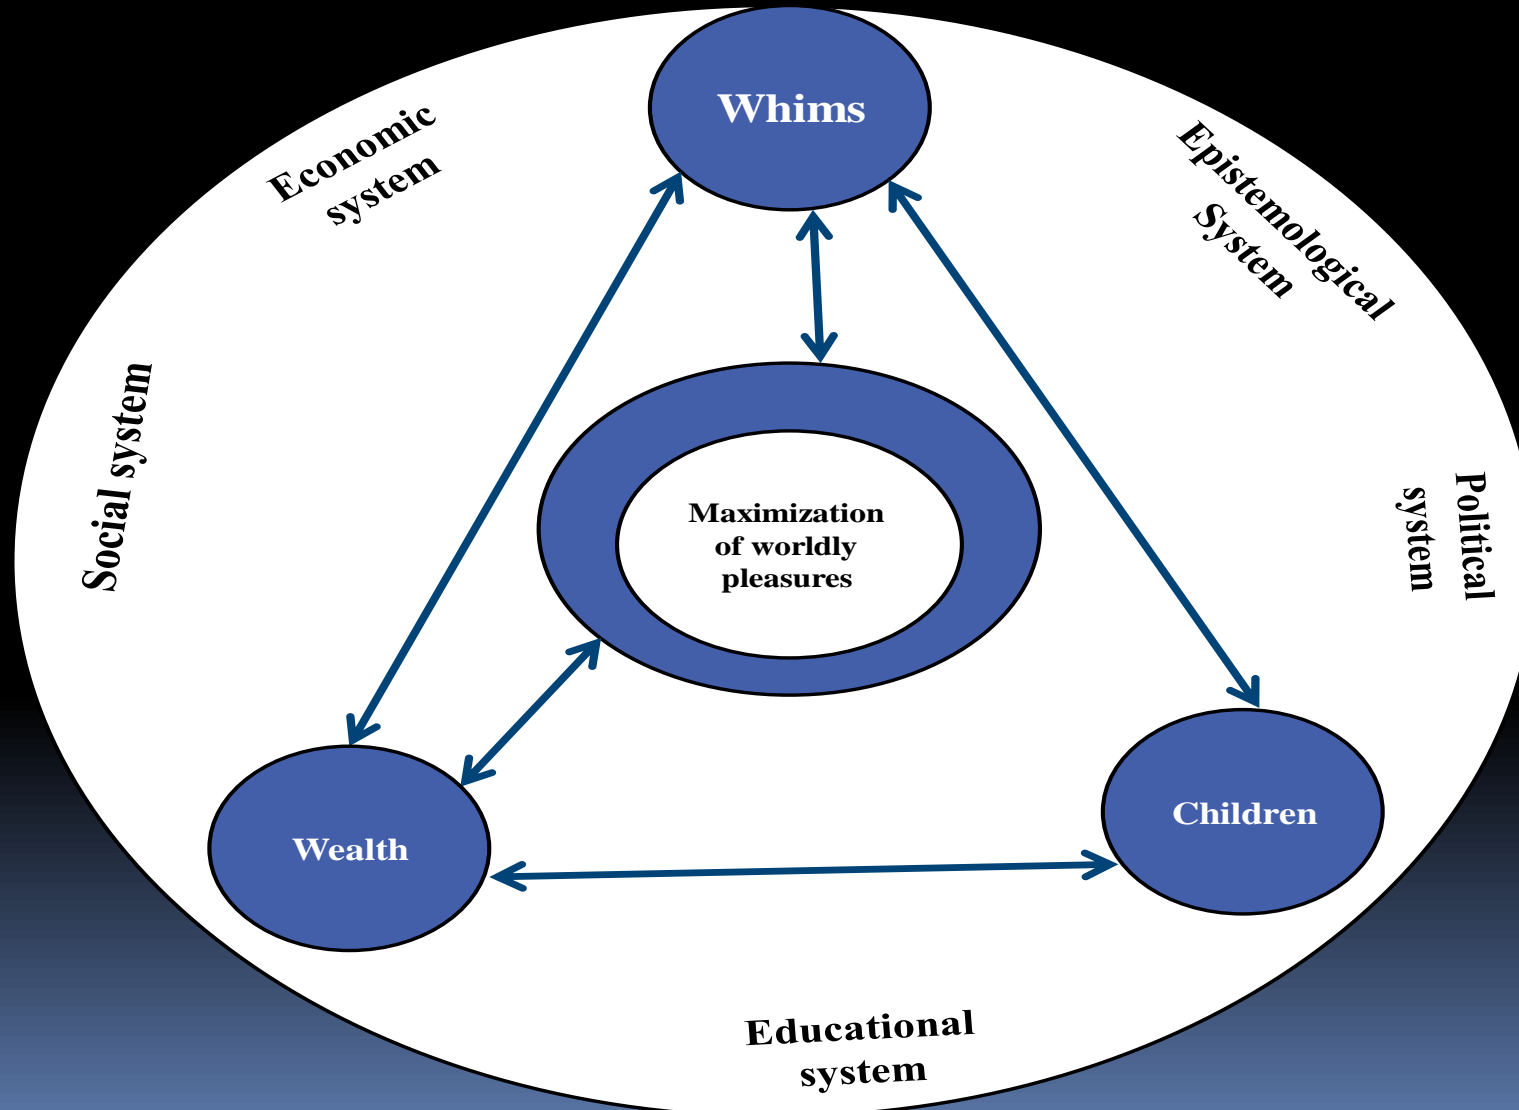 Whims
Economic
system
Epistemological
System
Social system
Political
system
Maximization
of worldly
pleasures
Wealth
Children
Educational
system